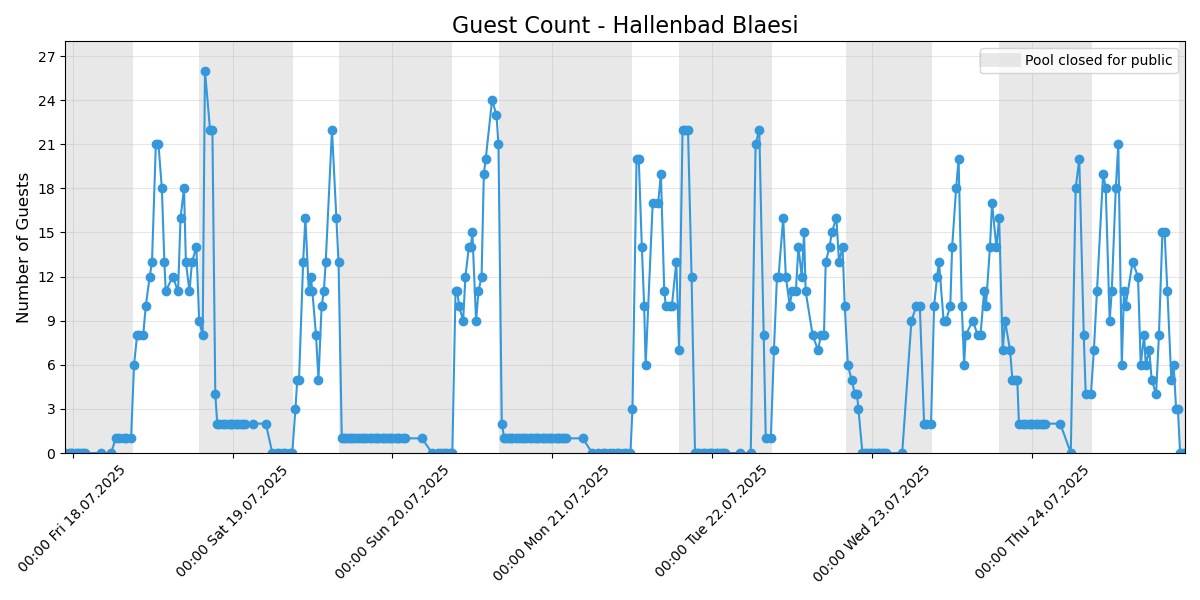 Guest Count - Hallenbad Blaesi
Pool closed for public
Number of Guests
27
24
21
18
15
12
9
6
3
0
00:00 Fri 18.07.2025
00:00 Sat 19.07.2025
00:00 Sun 20.07.2025
00:00 Mon 21.07.2025
00:00 Tue 22.07.2025
00:00 Wed 23.07.2025
00:00 Thu 24.07.2025